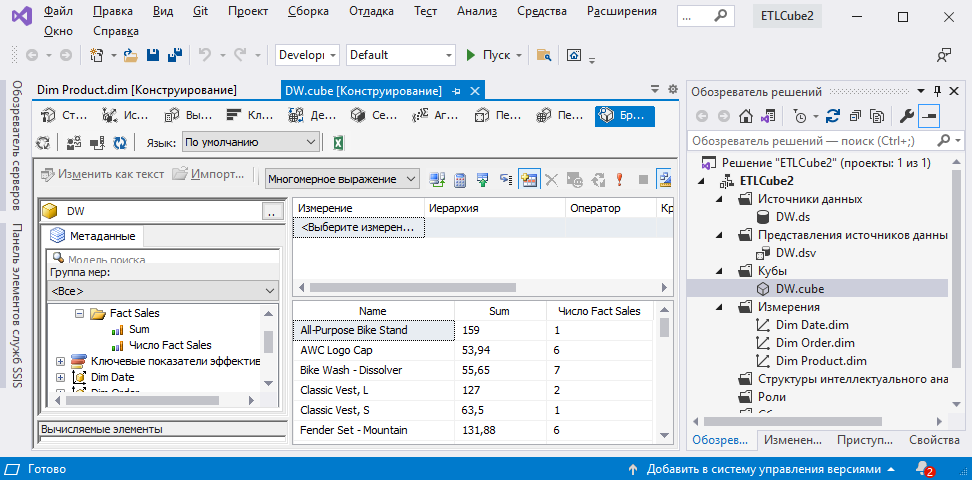 Файл Правка Вид Git Проект Сборка Отладка Тест Анализ Средства Расширения ... ETLCube2
Окно Справка
Develop Default Пуск
Обозреватель серверов
Панель элементов служб SSIS
Dim Product.dim [Конструирование] DW.cube [Конструирование]
Ст... Ис... Вы... Кл... Де... Се... Аг... Пе... Пе... Бр...
Язык: По умолчанию
Изменить как текст Импорт... Многомерное выражение
DW ..
Метаданные
Модель поиска
Группа мер:
<Все>
Fact Sales
Sum
Число Fact Sales
Ключевые показатели эффектив
Dim Date
Dim Order
Вычисляемые элементы
Измерение Иерархия Оператор Кр
<Выберите измерен...
Name Sum Число Fact Sales
All-Purpose Bike Stand 159 1
AWC Logo Cap 53,94 6
Bike Wash - Dissolver 55,65 7
Classic Vest, L 127 2
Classic Vest, S 63,5 1
Fender Set - Mountain 131,88 6
Обозреватель решений
Обозреватель решений — поиск (Ctrl+;)
Решение "ETLCube2" (проекты: 1 из 1)
ETLCube2
Источники данных
DW.ds
Представления источников данны
DW.dsv
Кубы
DW.cube
Измерения
Dim Date.dim
Dim Order.dim
Dim Product.dim
Структуры интеллектуального ана
Роли
Обозрев... Изменен... Приступ... Свойства
Готово Добавить в систему управления версиями 2